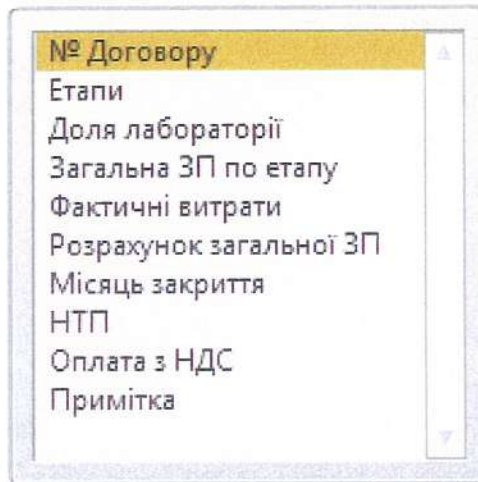 № Договору
Етапи
Доля лабораторії
Загальна ЗП по етапу
Фактичні витрати
Розрахунок загальної ЗП
Місяць закриття
НТП
Оплата з НДС
Примітка